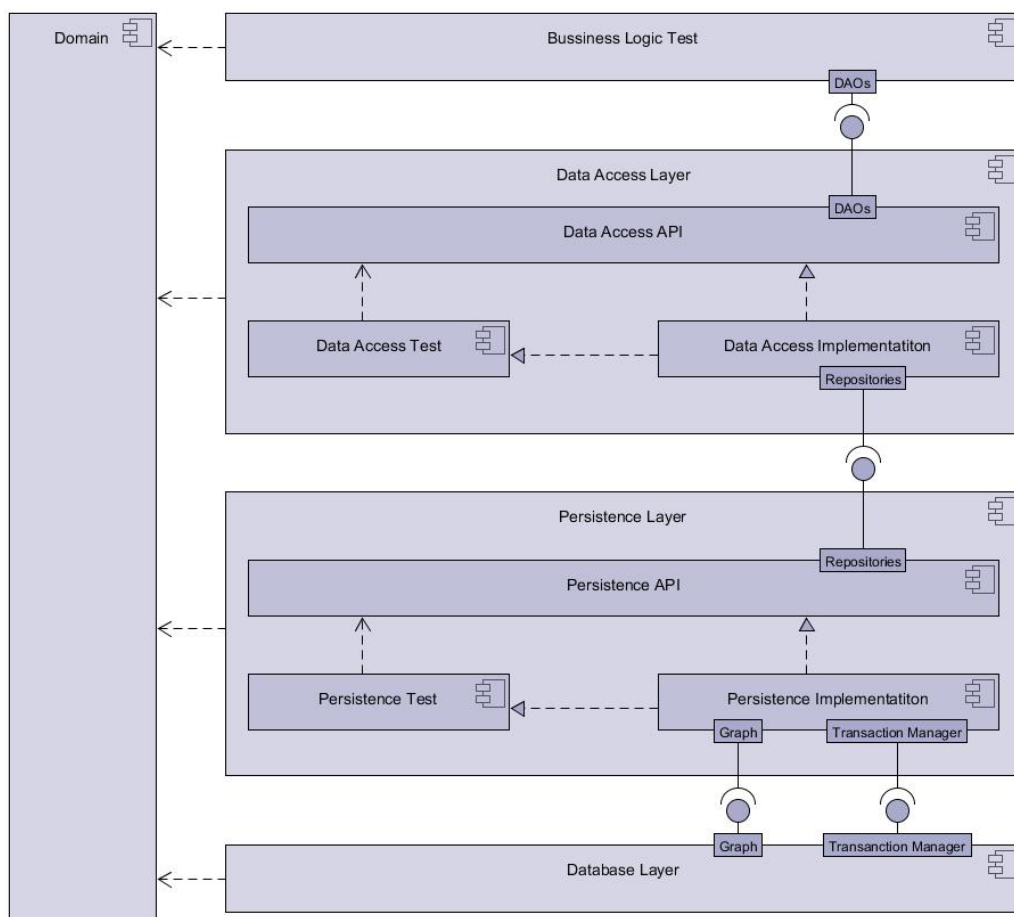 Domain
Bussiness Logic Test
DAOs
Data Access Layer
DAOs
Data Access API
Data Access Test
Data Access Implementatiton
Repositories
Persistence Layer
Repositories
Persistence API
Persistence Test
Persistence Implementatiton
Graph
Transaction Manager
Graph
Transanction Manager
Database Layer